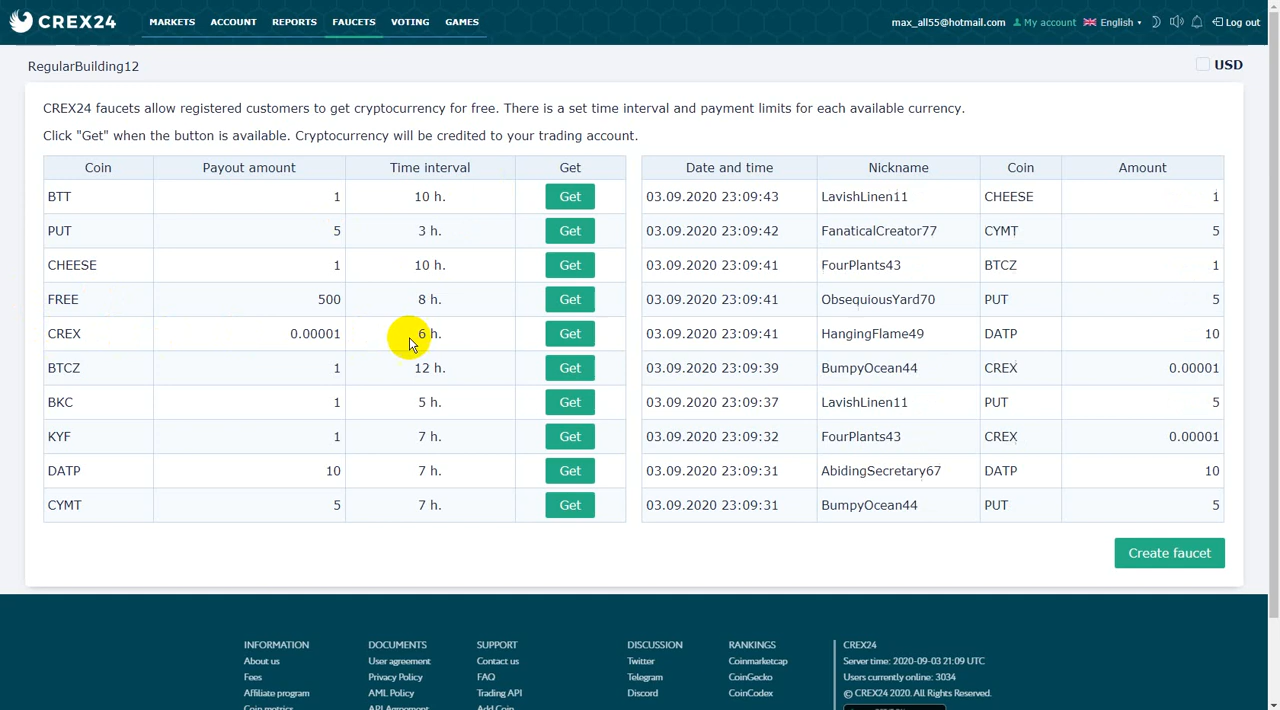 CREX24 MARKETS ACCOUNT REPORTS FAUCETS VOTING GAMES max_all55@hotmail.com My account English Log out
RegularBuilding12 USD
CREX24 faucets allow registered customers to get cryptocurrency for free. There is a set time interval and payment limits for each available currency.
Click "Get" when the button is available. Cryptocurrency will be credited to your trading account.
Coin Payout amount Time interval Get Date and time Nickname Coin Amount
BTT 1 10 h. Get 03.09.2020 23:09:43 LavishLinen11 CHEESE 1
PUT 5 3 h. Get 03.09.2020 23:09:42 FanaticalCreator77 CYMT 5
CHEESE 1 10 h. Get 03.09.2020 23:09:41 FourPlants43 BTCZ 1
FREE 500 8 h. Get 03.09.2020 23:09:41 ObsequiousYard70 PUT 5
CREX 0.00001 6 h. Get 03.09.2020 23:09:41 HangingFlame49 DATP 10
BTCZ 1 12 h. Get 03.09.2020 23:09:39 BumpyOcean44 CREX 0.00001
BKC 1 5 h. Get 03.09.2020 23:09:37 LavishLinen11 PUT 5
KYF 1 7 h. Get 03.09.2020 23:09:32 FourPlants43 CREX 0.00001
DATP 10 7 h. Get 03.09.2020 23:09:31 AbidingSecretary67 DATP 10
CYMT 5 7 h. Get 03.09.2020 23:09:31 BumpyOcean44 PUT 5
Create faucet
INFORMATION DOCUMENTS SUPPORT DISCUSSION RANKINGS CREX24
About us User agreement Contact us Twitter Coinmarketcap Server time: 2020-09-03 21:09 UTC
Fees Privacy Policy FAQ Telegram CoinGecko Users currently online: 3034
Affiliate program AML Policy Trading API Discord CoinCodex © CREX24 2020. All Rights Reserved.
Coin metrics API Agreement Add Coin